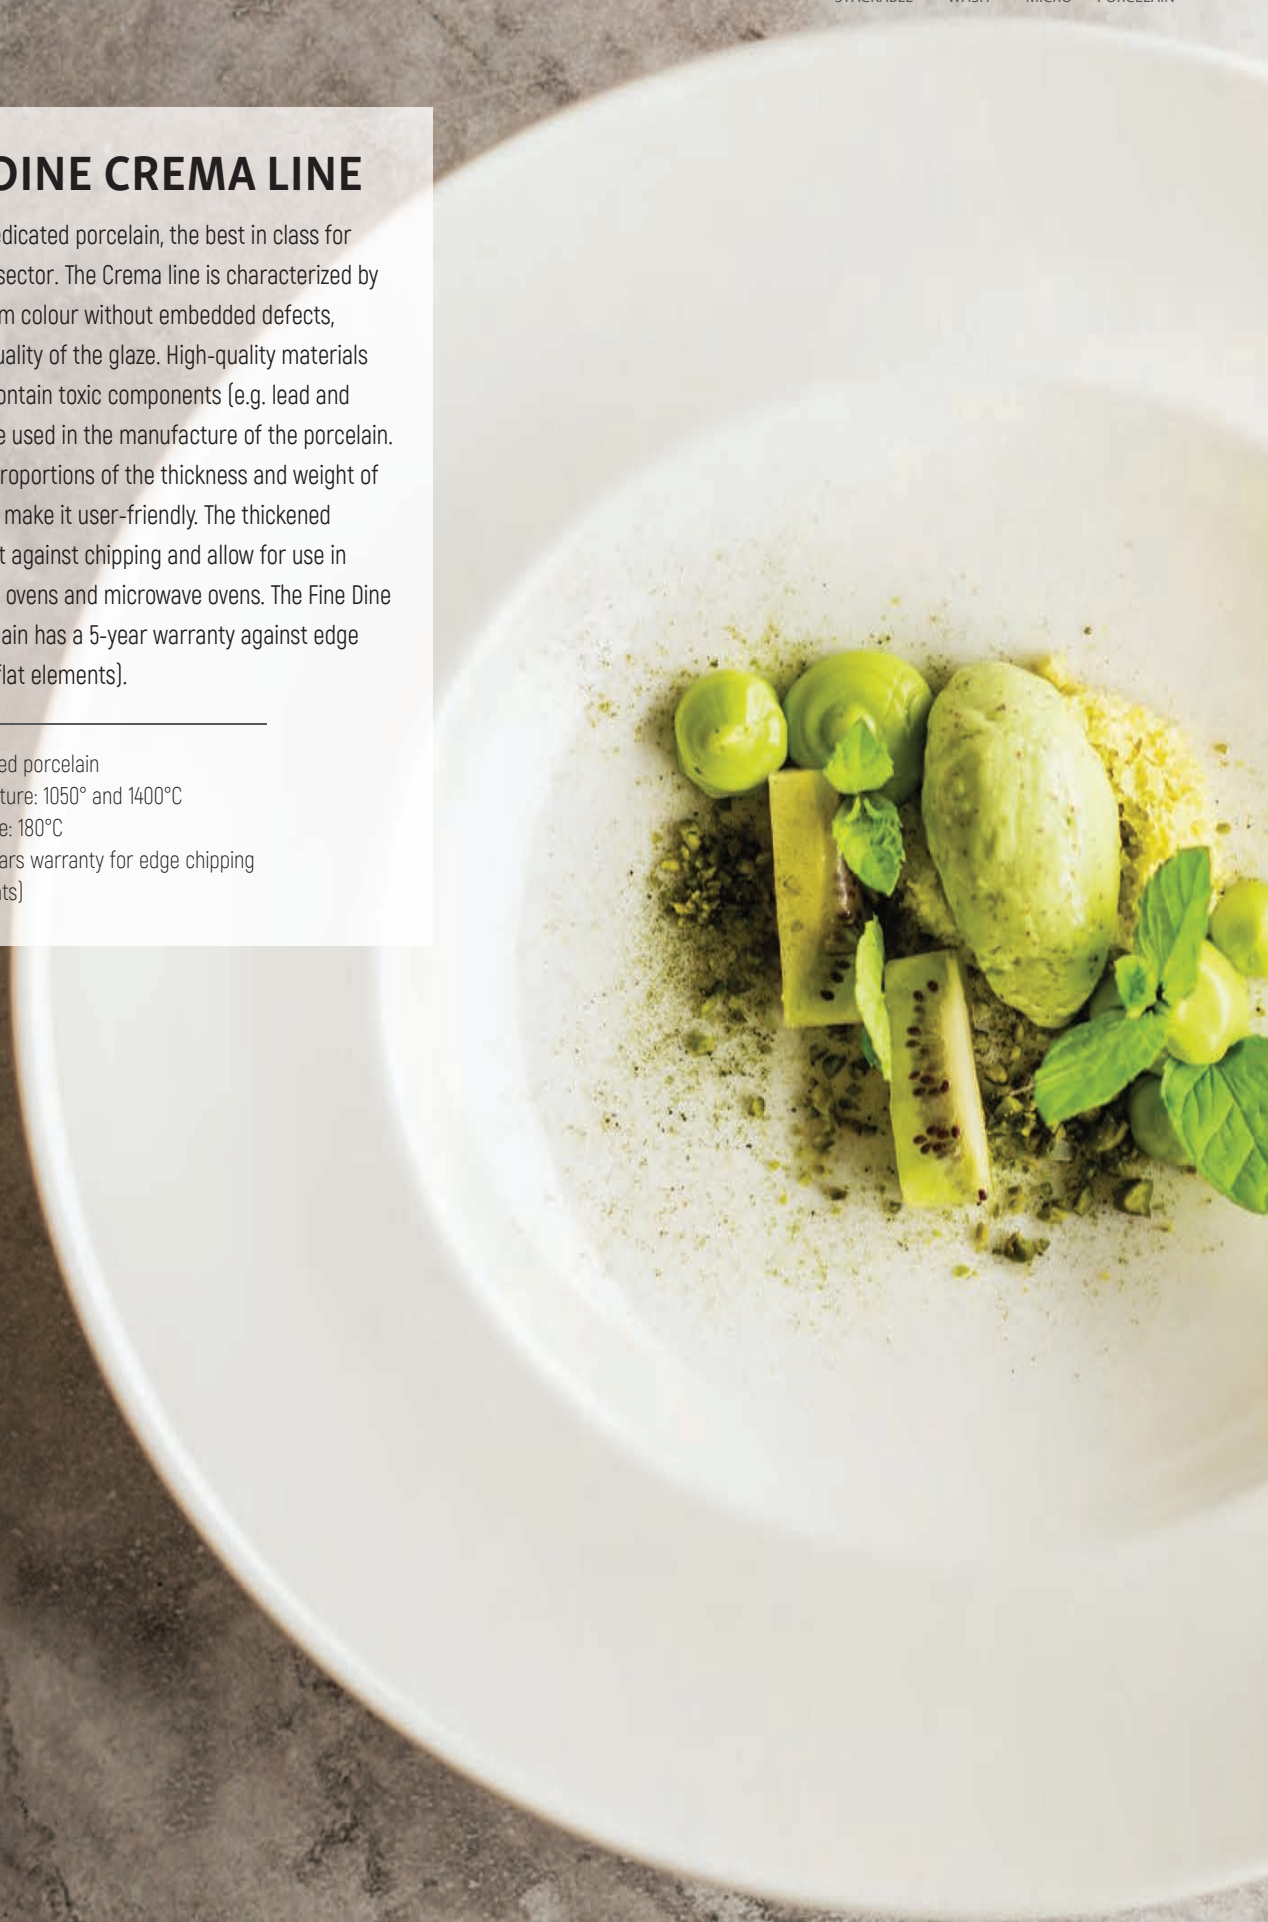 STACKABLE WASH MICRO PORCELAIN
DINE CREMA LINE
dicated porcelain, the best in class for
sector. The Crema line is characterized by
m colour without embedded defects,
uality of the glaze. High-quality materials
ontain toxic components (e.g. lead and
e used in the manufacture of the porcelain.
roportions of the thickness and weight of
make it user-friendly. The thickened
t against chipping and allow for use in
ovens and microwave ovens. The Fine Dine
ain has a 5-year warranty against edge
flat elements).
ed porcelain
ture: 1050° and 1400°C
e: 180°C
ars warranty for edge chipping
ts)